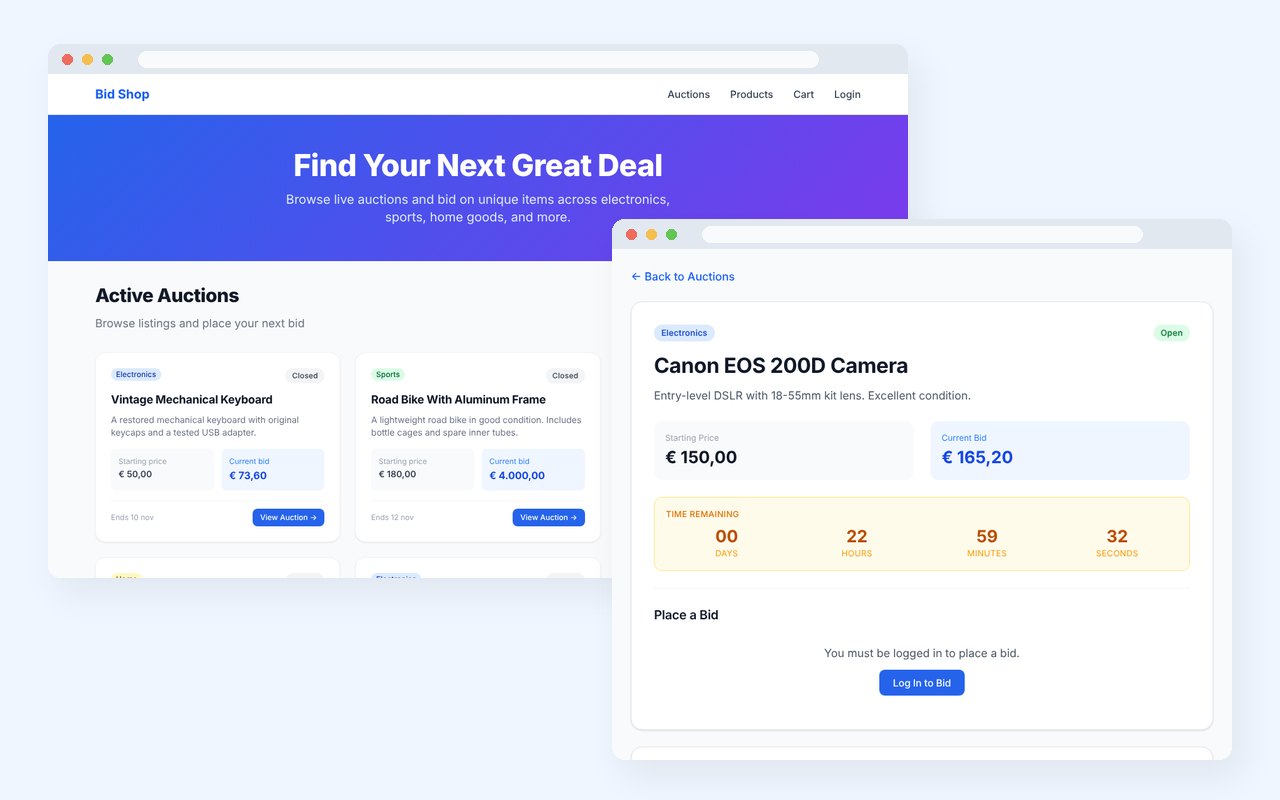 Bid Shop
Auctions Products Cart Login
Find Your Next Great Deal
Browse live auctions and bid on unique items across electronics,
sports, home goods, and more.
Active Auctions
Browse listings and place your next bid
Electronics Closed
Vintage Mechanical Keyboard
A restored mechanical keyboard with original
keycaps and a tested USB adapter.
Starting price Current bid
€ 50,00 € 73,60
Ends 10 nov View Auction →
Sports Closed
Road Bike With Aluminum Frame
A lightweight road bike in good condition. Includes
bottle cages and spare inner tubes.
Starting price Current bid
€ 180,00 € 4.000,00
Ends 12 nov View Auction →
← Back to Auctions
Electronics Open
Canon EOS 200D Camera
Entry-level DSLR with 18-55mm kit lens. Excellent condition.
Starting Price Current Bid
€ 150,00 € 165,20
TIME REMAINING
00 22 59 32
DAYS HOURS MINUTES SECONDS
Place a Bid
You must be logged in to place a bid.
Log In to Bid